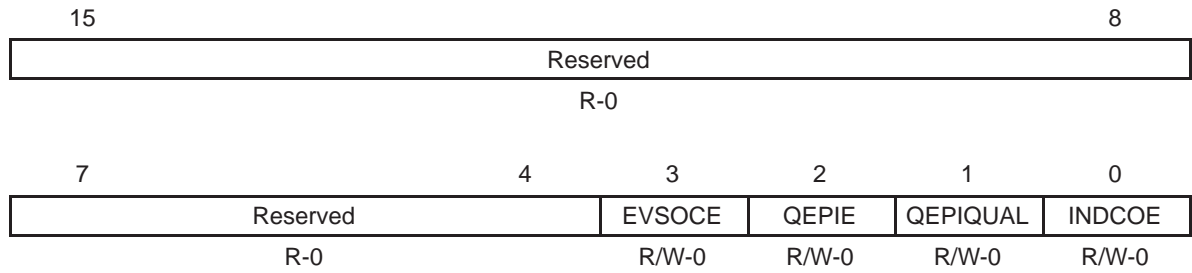 15 8
Reserved
R-0
7 4 3 2 1 0
Reserved EVSOCE QEPIE QEPIQUAL INDCOE
R-0 R/W-0 R/W-0 R/W-0 R/W-0